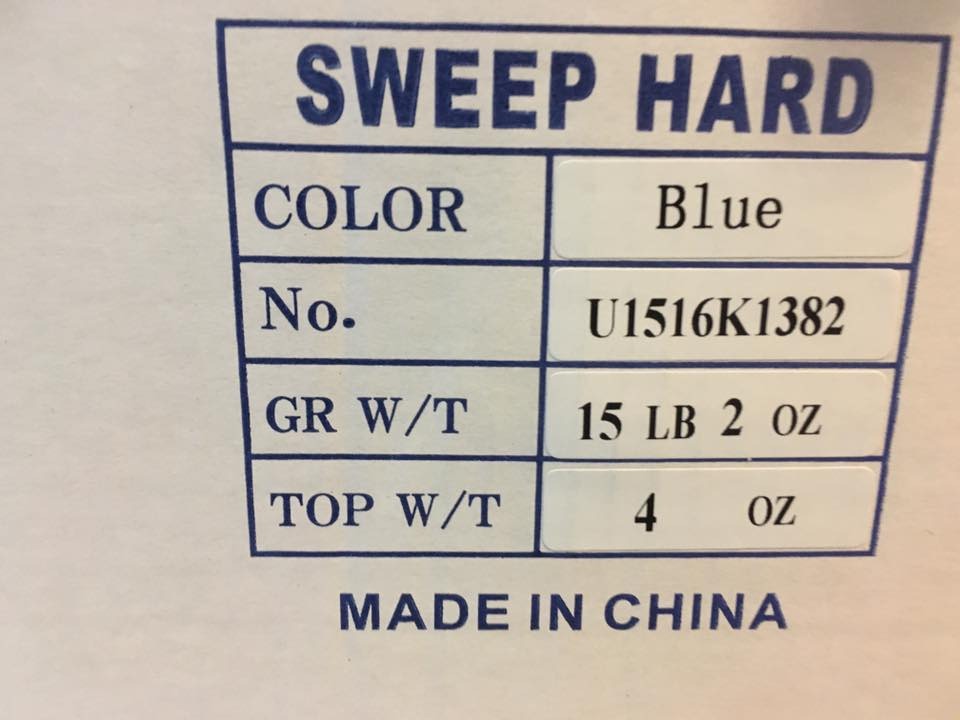 SWEEP HARD
COLOR Blue
No. U1516K1382
GR W/T 15 LB 2 OZ
TOP W/T 4 OZ
MADE IN CHINA